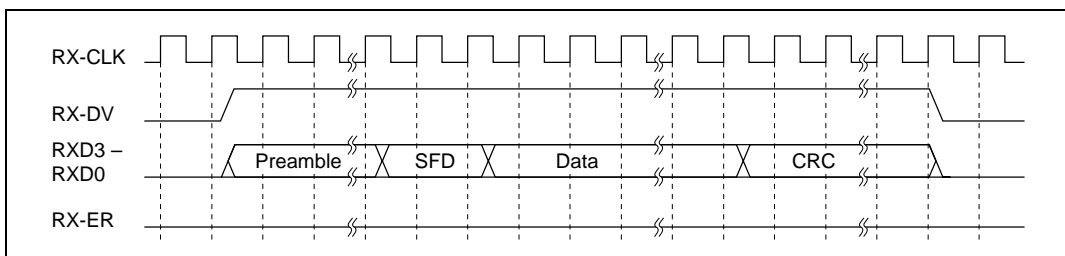 RX-CLK
RX-DV
RXD3 –
RXD0
Preamble SFD Data CRC
RX-ER